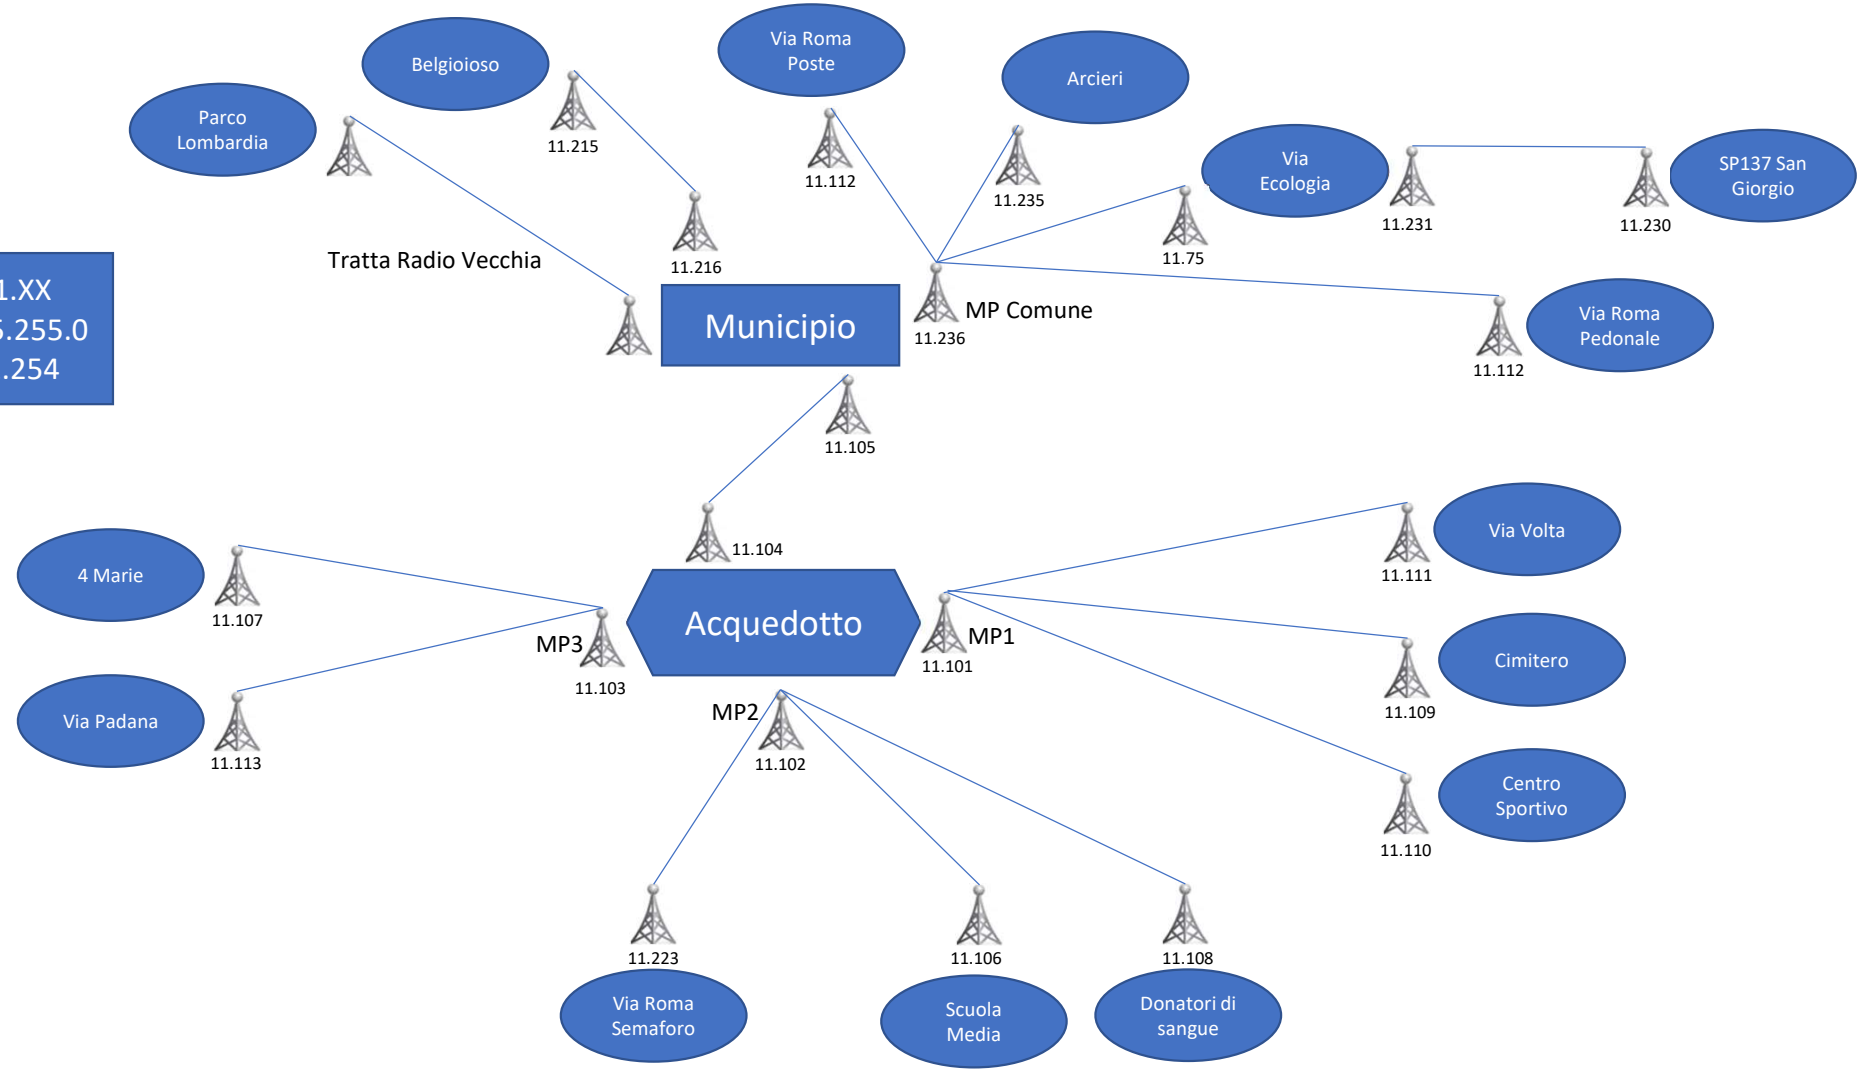 Via Roma
Poste
Belgioioso
Arcieri
Parco
Lombardia
11.215
11.112
11.235
Via
Ecologia
SP137 San
Giorgio
11.231
11.230
Tratta Radio Vecchia
11.216
11.75
1.XX
5.255.0
.254
Municipio
MP Comune
11.236
Via Roma
Pedonale
11.112
11.105
11.104
Via Volta
11.111
4 Marie
11.107
MP3
11.103
Acquedotto
MP1
11.101
Cimitero
11.109
Via Padana
11.113
MP2
11.102
Centro
Sportivo
11.110
11.223
11.106
11.108
Via Roma
Semaforo
Scuola
Media
Donatori di
sangue